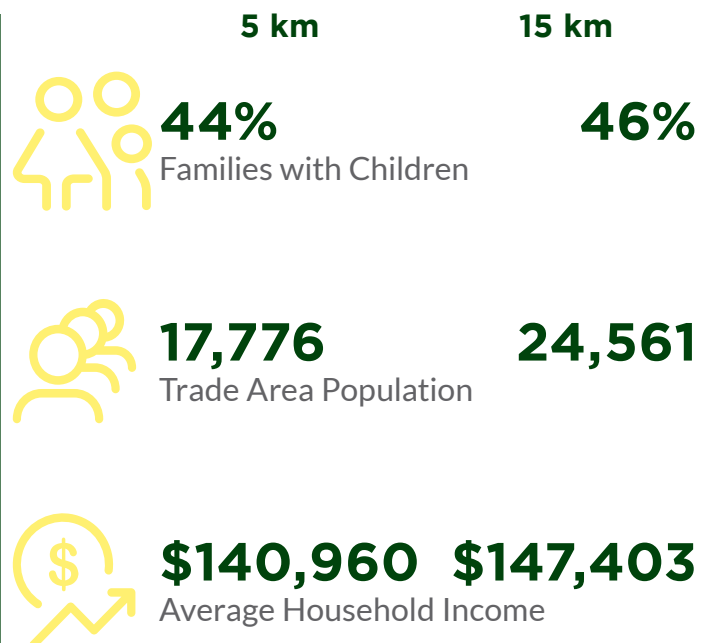 5 km 15 km
44% 46%
Families with Children
17,776 24,561
Trade Area Population
$
$140,960 $147,403
Average Household Income